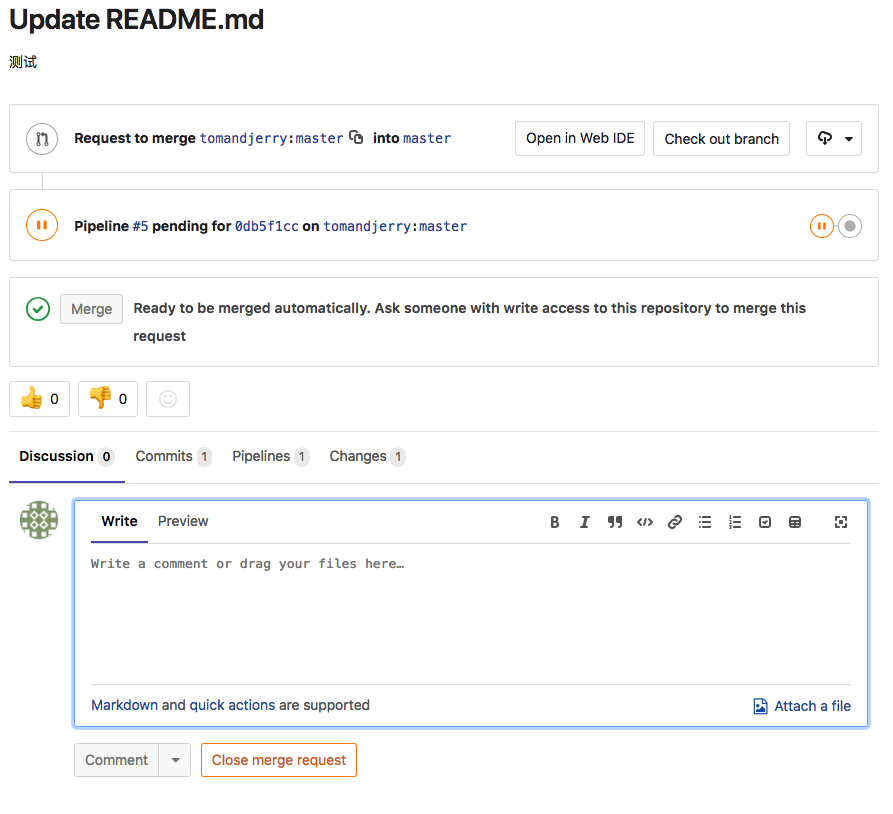 Update README.md
测试
Request to merge tomandjerry:master into master Open in Web IDE Check out branch
Pipeline #5 pending for 0db5f1cc on tomandjerry:master
Merge Ready to be merged automatically. Ask someone with write access to this repository to merge this
request
👍 0 👎 0
Discussion 0 Commits 1 Pipelines 1 Changes 1
Write Preview
Write a comment or drag your files here…
Markdown and quick actions are supported Attach a file
Comment Close merge request